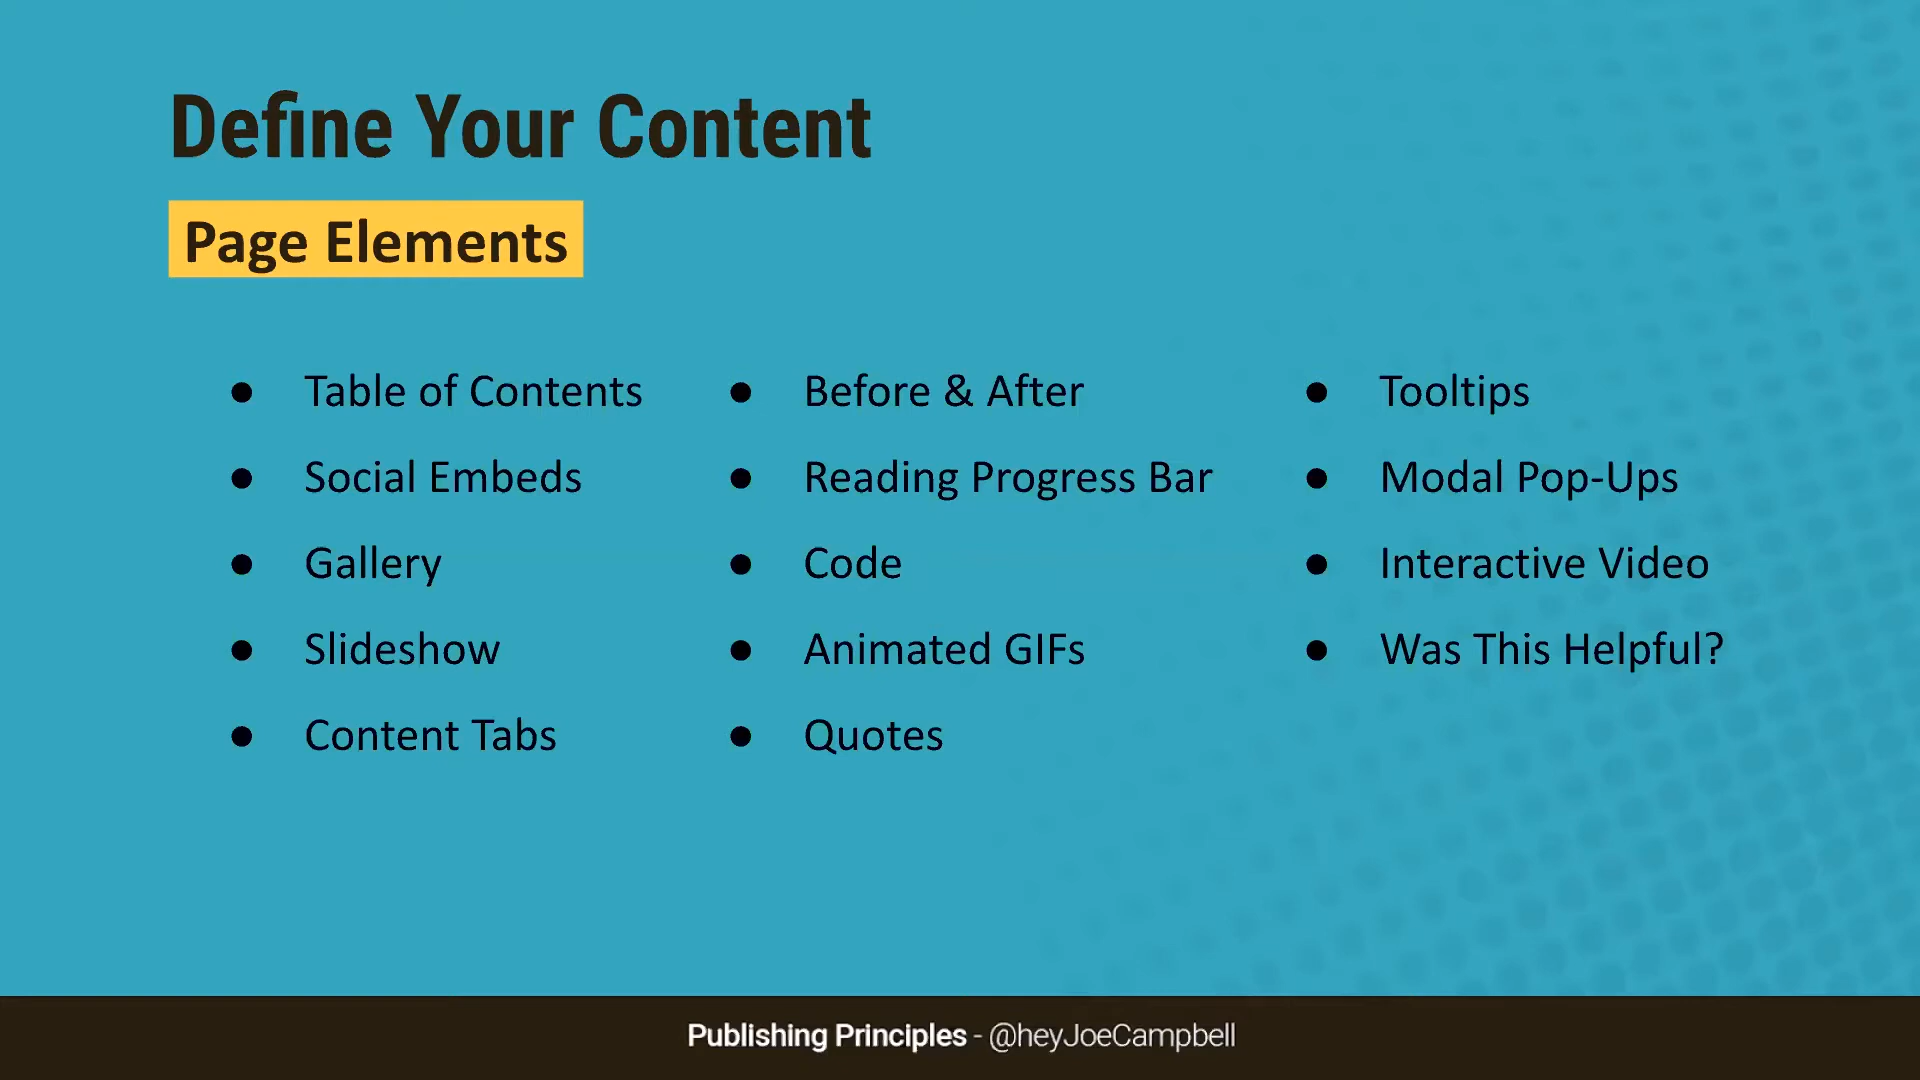 Define Your Content
Page Elements
● Table of Contents
● Social Embeds
● Gallery
● Slideshow
● Content Tabs
● Before & After
● Reading Progress Bar
● Code
● Animated GIFs
● Quotes
● Tooltips
● Modal Pop-Ups
● Interactive Video
● Was This Helpful?
Publishing Principles - @heyJoeCampbell